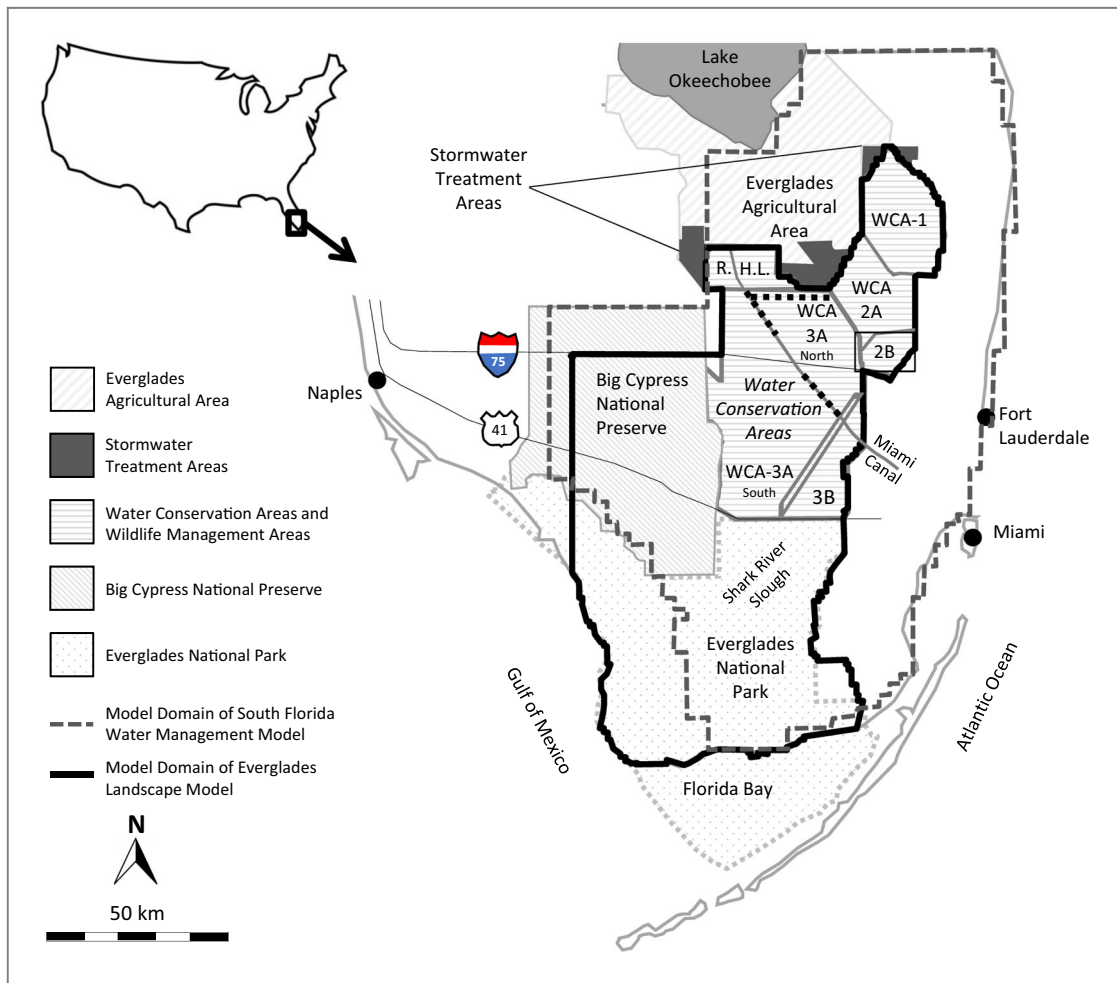 Lake
Okeechobee
Stormwater
Treatment
Areas
Everglades
Agricultural
Area
WCA-1
R. H.L.
WCA
2A
WCA
3A
North
2B
75
Big Cypress
National
Preserve
Water
Conservation
Areas
Naples
41
Fort
Lauderdale
Miami
Canal
WCA-3A
South
3B
Miami
Shark River
Slough
Everglades
National
Park
Gulf of Mexico
Atlantic Ocean
Florida Bay
Everglades
Agricultural Area
Stormwater
Treatment Areas
Water Conservation Areas and
Wildlife Management Areas
Big Cypress National Preserve
Everglades National Park
Model Domain of South Florida
Water Management Model
Model Domain of Everglades
Landscape Model
N
50 km